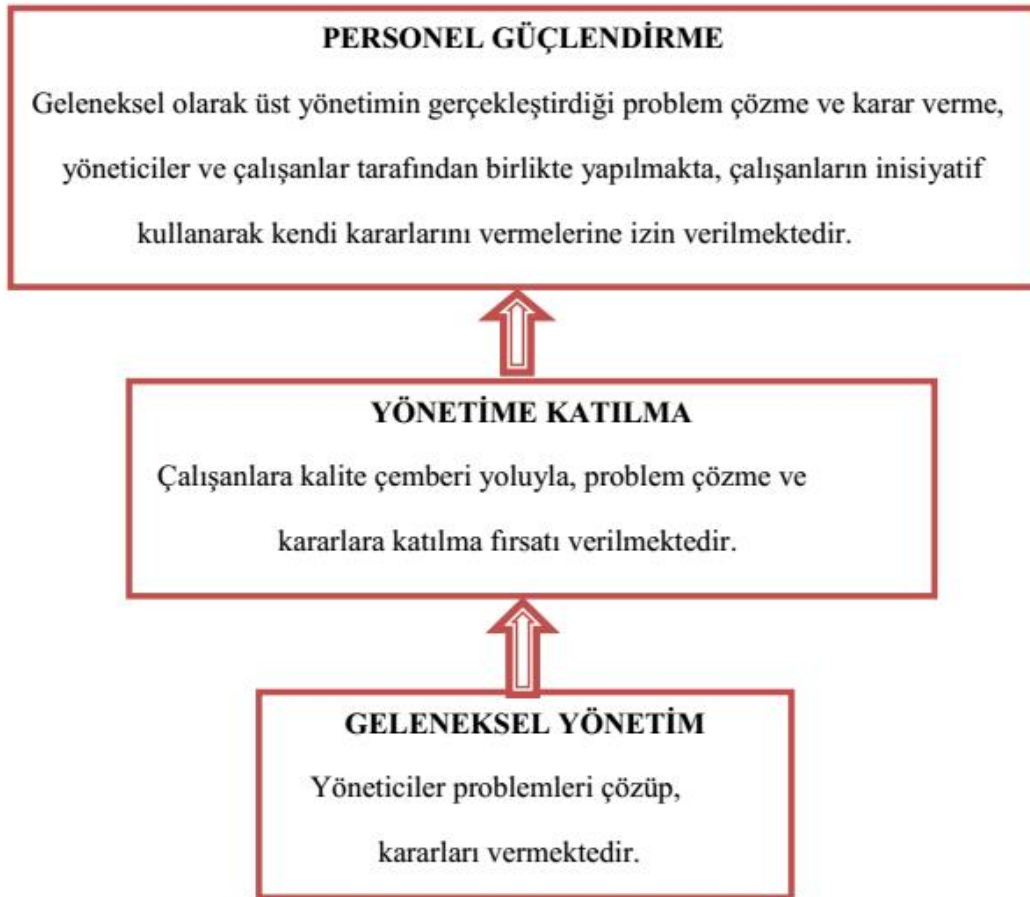 PERSONEL GÜÇLENDİRME
Geleneksel olarak üst yönetimin gerçekleştirdiği problem çözme ve karar verme,
yöneticiler ve çalışanlar tarafından birlikte yapılmakta, çalışanların inisiyatif
kullanarak kendi kararlarını vermelerine izin verilmektedir.
YÖNETİME KATILMA
Çalışanlara kalite çemberi yoluyla, problem çözme ve
kararlara katılma fırsatı verilmektedir.
GELENEKSEL YÖNETİM
Yöneticiler problemleri çözüp,
kararları vermektedir.